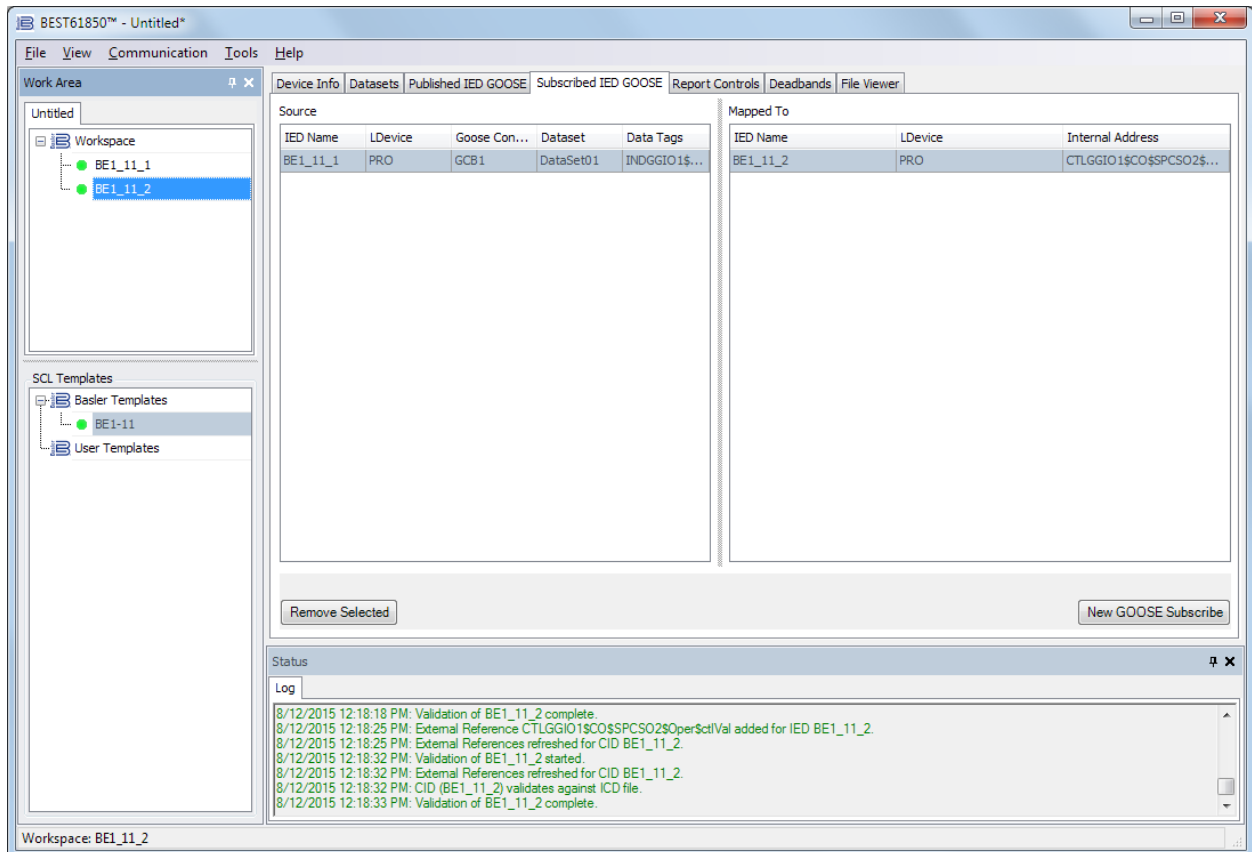 BEST61850™ - Untitled*
File View Communication Tools Help
Work Area
Untitled
Workspace
BE1_11_1
BE1_11_2
SCL Templates
Basler Templates
BE1-11
User Templates
Device Info Datasets Published IED GOOSE Subscribed IED GOOSE Report Controls Deadbands File Viewer
Source
IED Name LDevice Goose Con... Dataset Data Tags
BE1_11_1 PRO GCB1 DataSet01 INDGGIO1$...
Mapped To
IED Name LDevice Internal Address
BE1_11_2 PRO CTLGGIO1$CO$SPCSO2$...
Remove Selected
New GOOSE Subscribe
Status
Log
8/12/2015 12:18:18 PM: Validation of BE1_11_2 complete.
8/12/2015 12:18:25 PM: External Reference CTLGGIO1$CO$SPCSO2$Oper$ctlVal added for IED BE1_11_2.
8/12/2015 12:18:25 PM: External References refreshed for CID BE1_11_2.
8/12/2015 12:18:32 PM: Validation of BE1_11_2 started.
8/12/2015 12:18:32 PM: External References refreshed for CID BE1_11_2.
8/12/2015 12:18:32 PM: CID (BE1_11_2) validates against ICD file.
8/12/2015 12:18:33 PM: Validation of BE1_11_2 complete.
Workspace: BE1_11_2